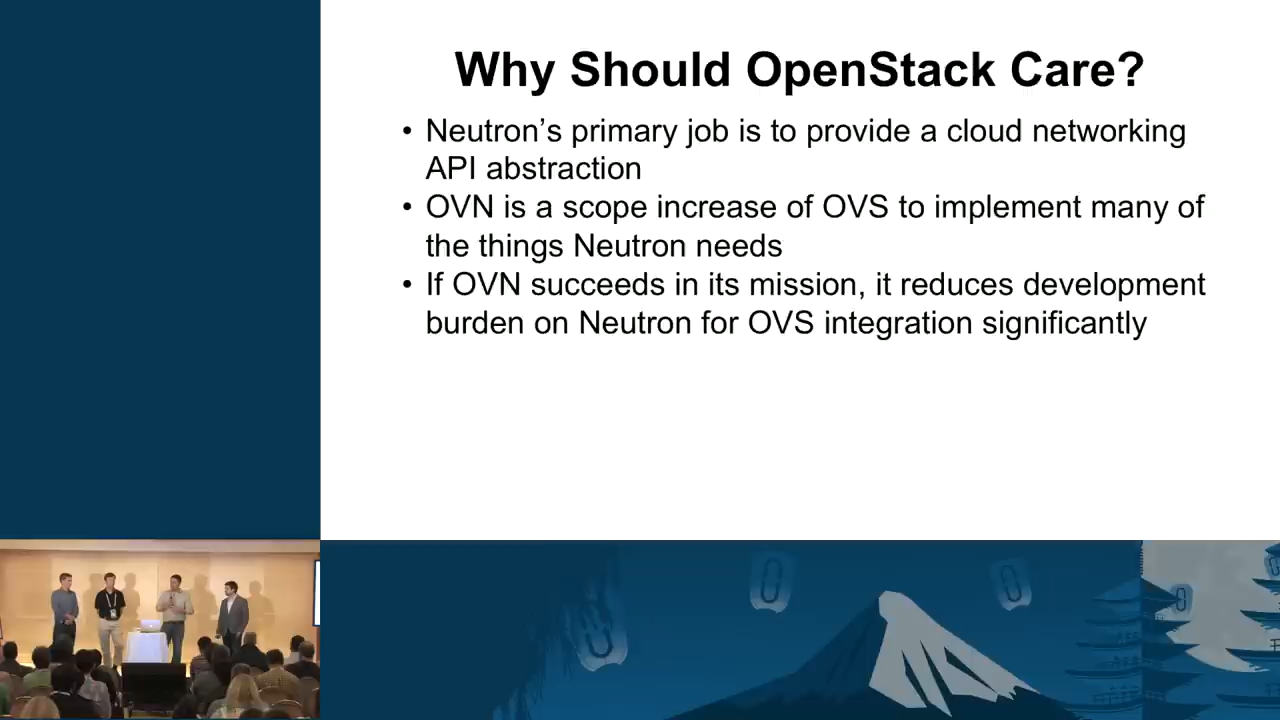 Why Should OpenStack Care?
• Neutron’s primary job is to provide a cloud networking
API abstraction
• OVN is a scope increase of OVS to implement many of
the things Neutron needs
• If OVN succeeds in its mission, it reduces development
burden on Neutron for OVS integration significantly